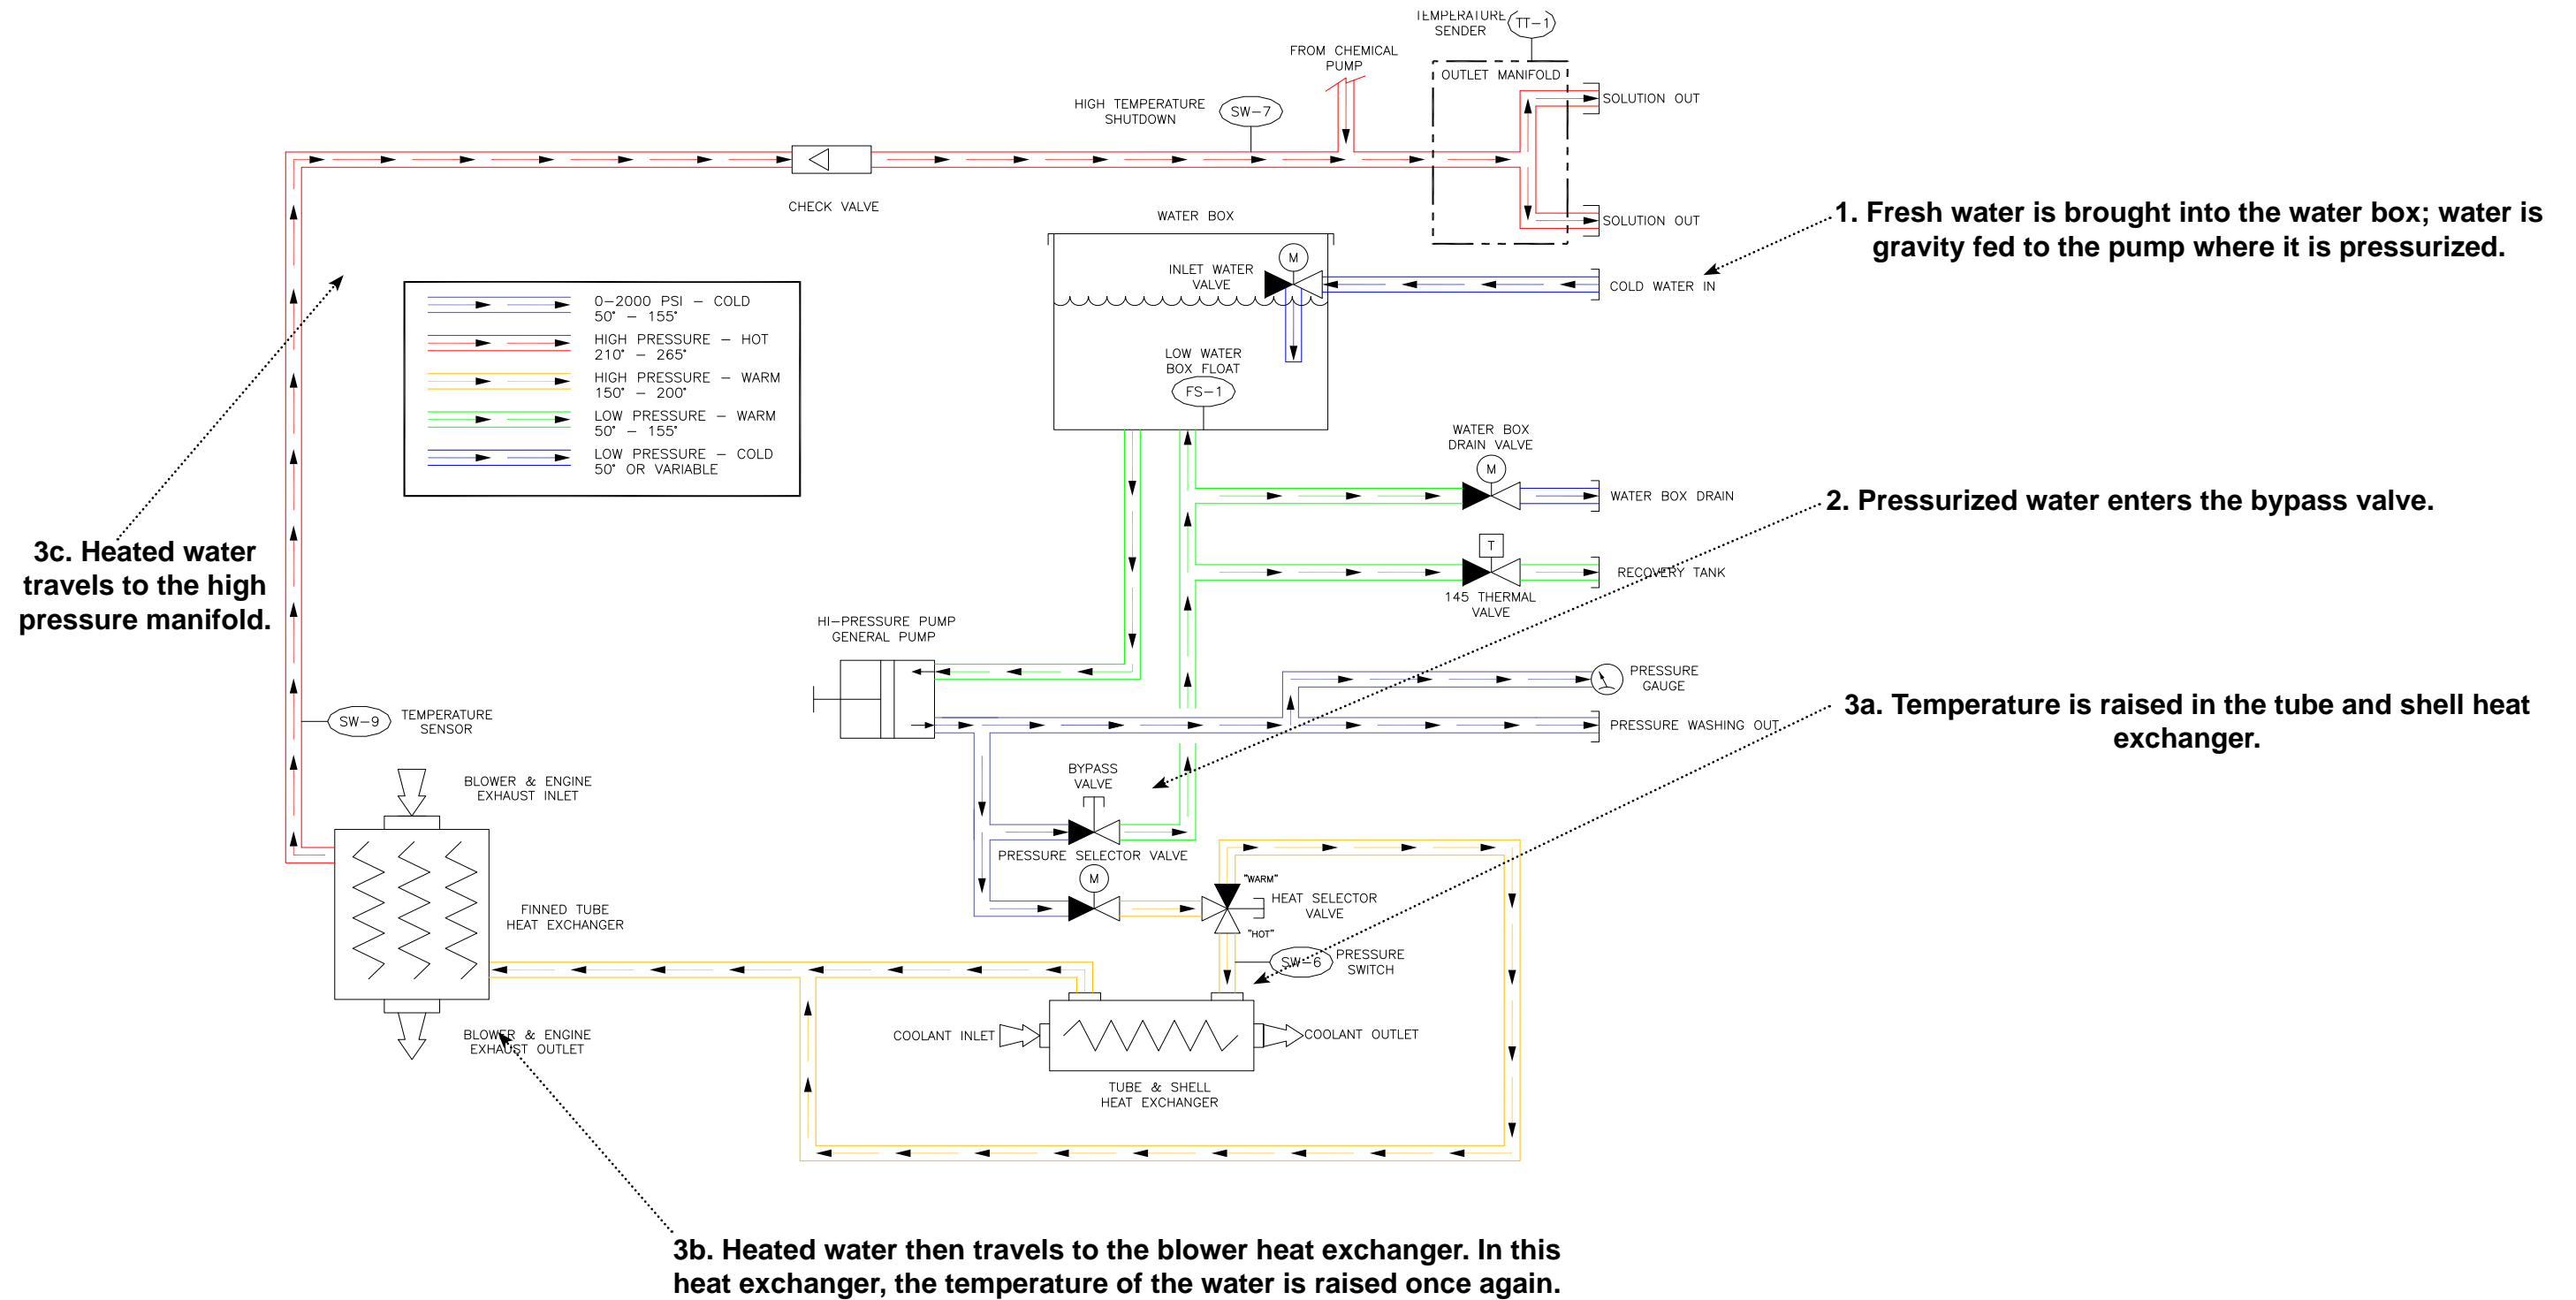 TEMPERATURE
SENDER
TT-1
FROM CHEMICAL
PUMP
OUTLET MANIFOLD
HIGH TEMPERATURE
SHUTDOWN
SW-7
SOLUTION OUT
CHECK VALVE
WATER BOX
SOLUTION OUT
1. Fresh water is brought into the water box; water is
gravity fed to the pump where it is pressurized.
M
INLET WATER
VALVE
COLD WATER IN
0-2000 PSI - COLD
50° - 155°
HIGH PRESSURE - HOT
210° - 265°
HIGH PRESSURE - WARM
150° - 200°
LOW PRESSURE - WARM
50° - 155°
LOW PRESSURE - COLD
50° OR VARIABLE
LOW WATER
BOX FLOAT
FS-1
WATER BOX
DRAIN VALVE
M
WATER BOX DRAIN
2. Pressurized water enters the bypass valve.
3c. Heated water
travels to the high
pressure manifold.
T
RECOVERY TANK
145 THERMAL
VALVE
HI-PRESSURE PUMP
GENERAL PUMP
PRESSURE
GAUGE
PRESSURE WASHING OUT
3a. Temperature is raised in the tube and shell heat
exchanger.
SW-9
TEMPERATURE
SENSOR
BYPASS
VALVE
BLOWER & ENGINE
EXHAUST INLET
PRESSURE SELECTOR VALVE
M
"WARM"
HEAT SELECTOR
VALVE
"HOT"
FINNED TUBE
HEAT EXCHANGER
SW-6
PRESSURE
SWITCH
BLOWER & ENGINE
EXHAUST OUTLET
COOLANT INLET
COOLANT OUTLET
TUBE & SHELL
HEAT EXCHANGER
3b. Heated water then travels to the blower heat exchanger. In this
heat exchanger, the temperature of the water is raised once again.